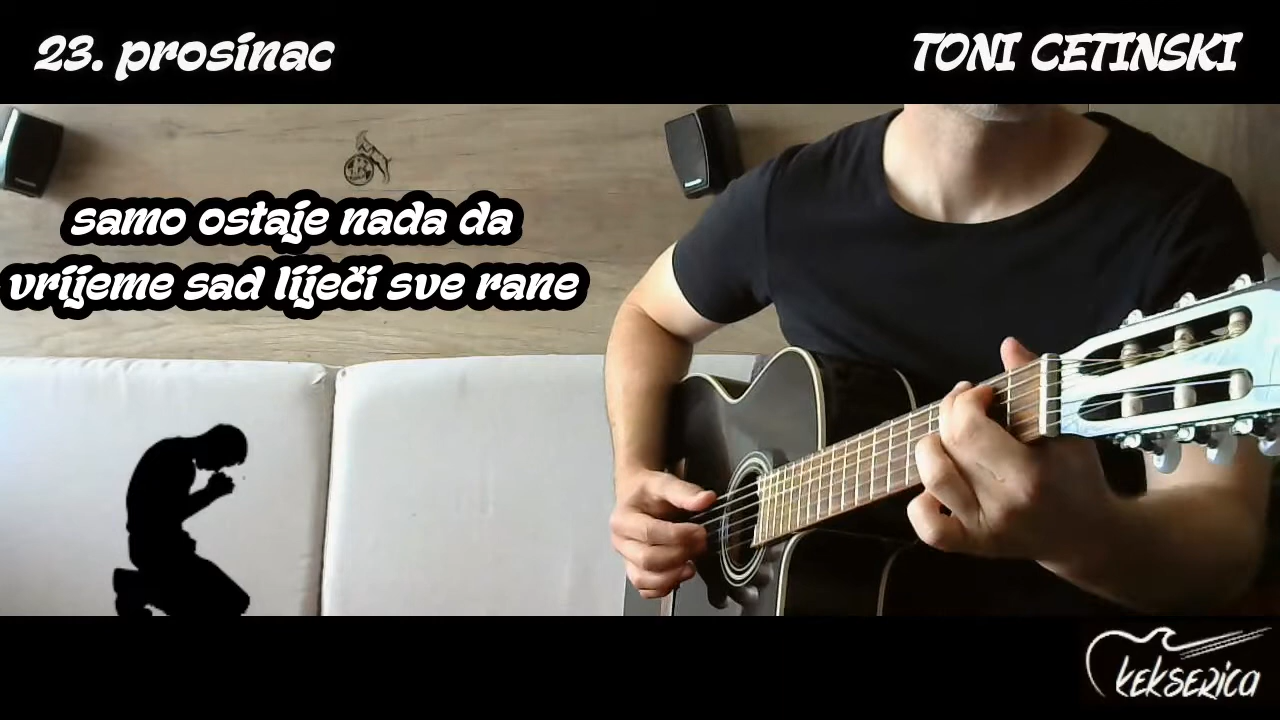 23. prosinac
TONI CETINSKI
samo ostaje nada da
vrijeme sad liječi sve rane
KEKSERICA